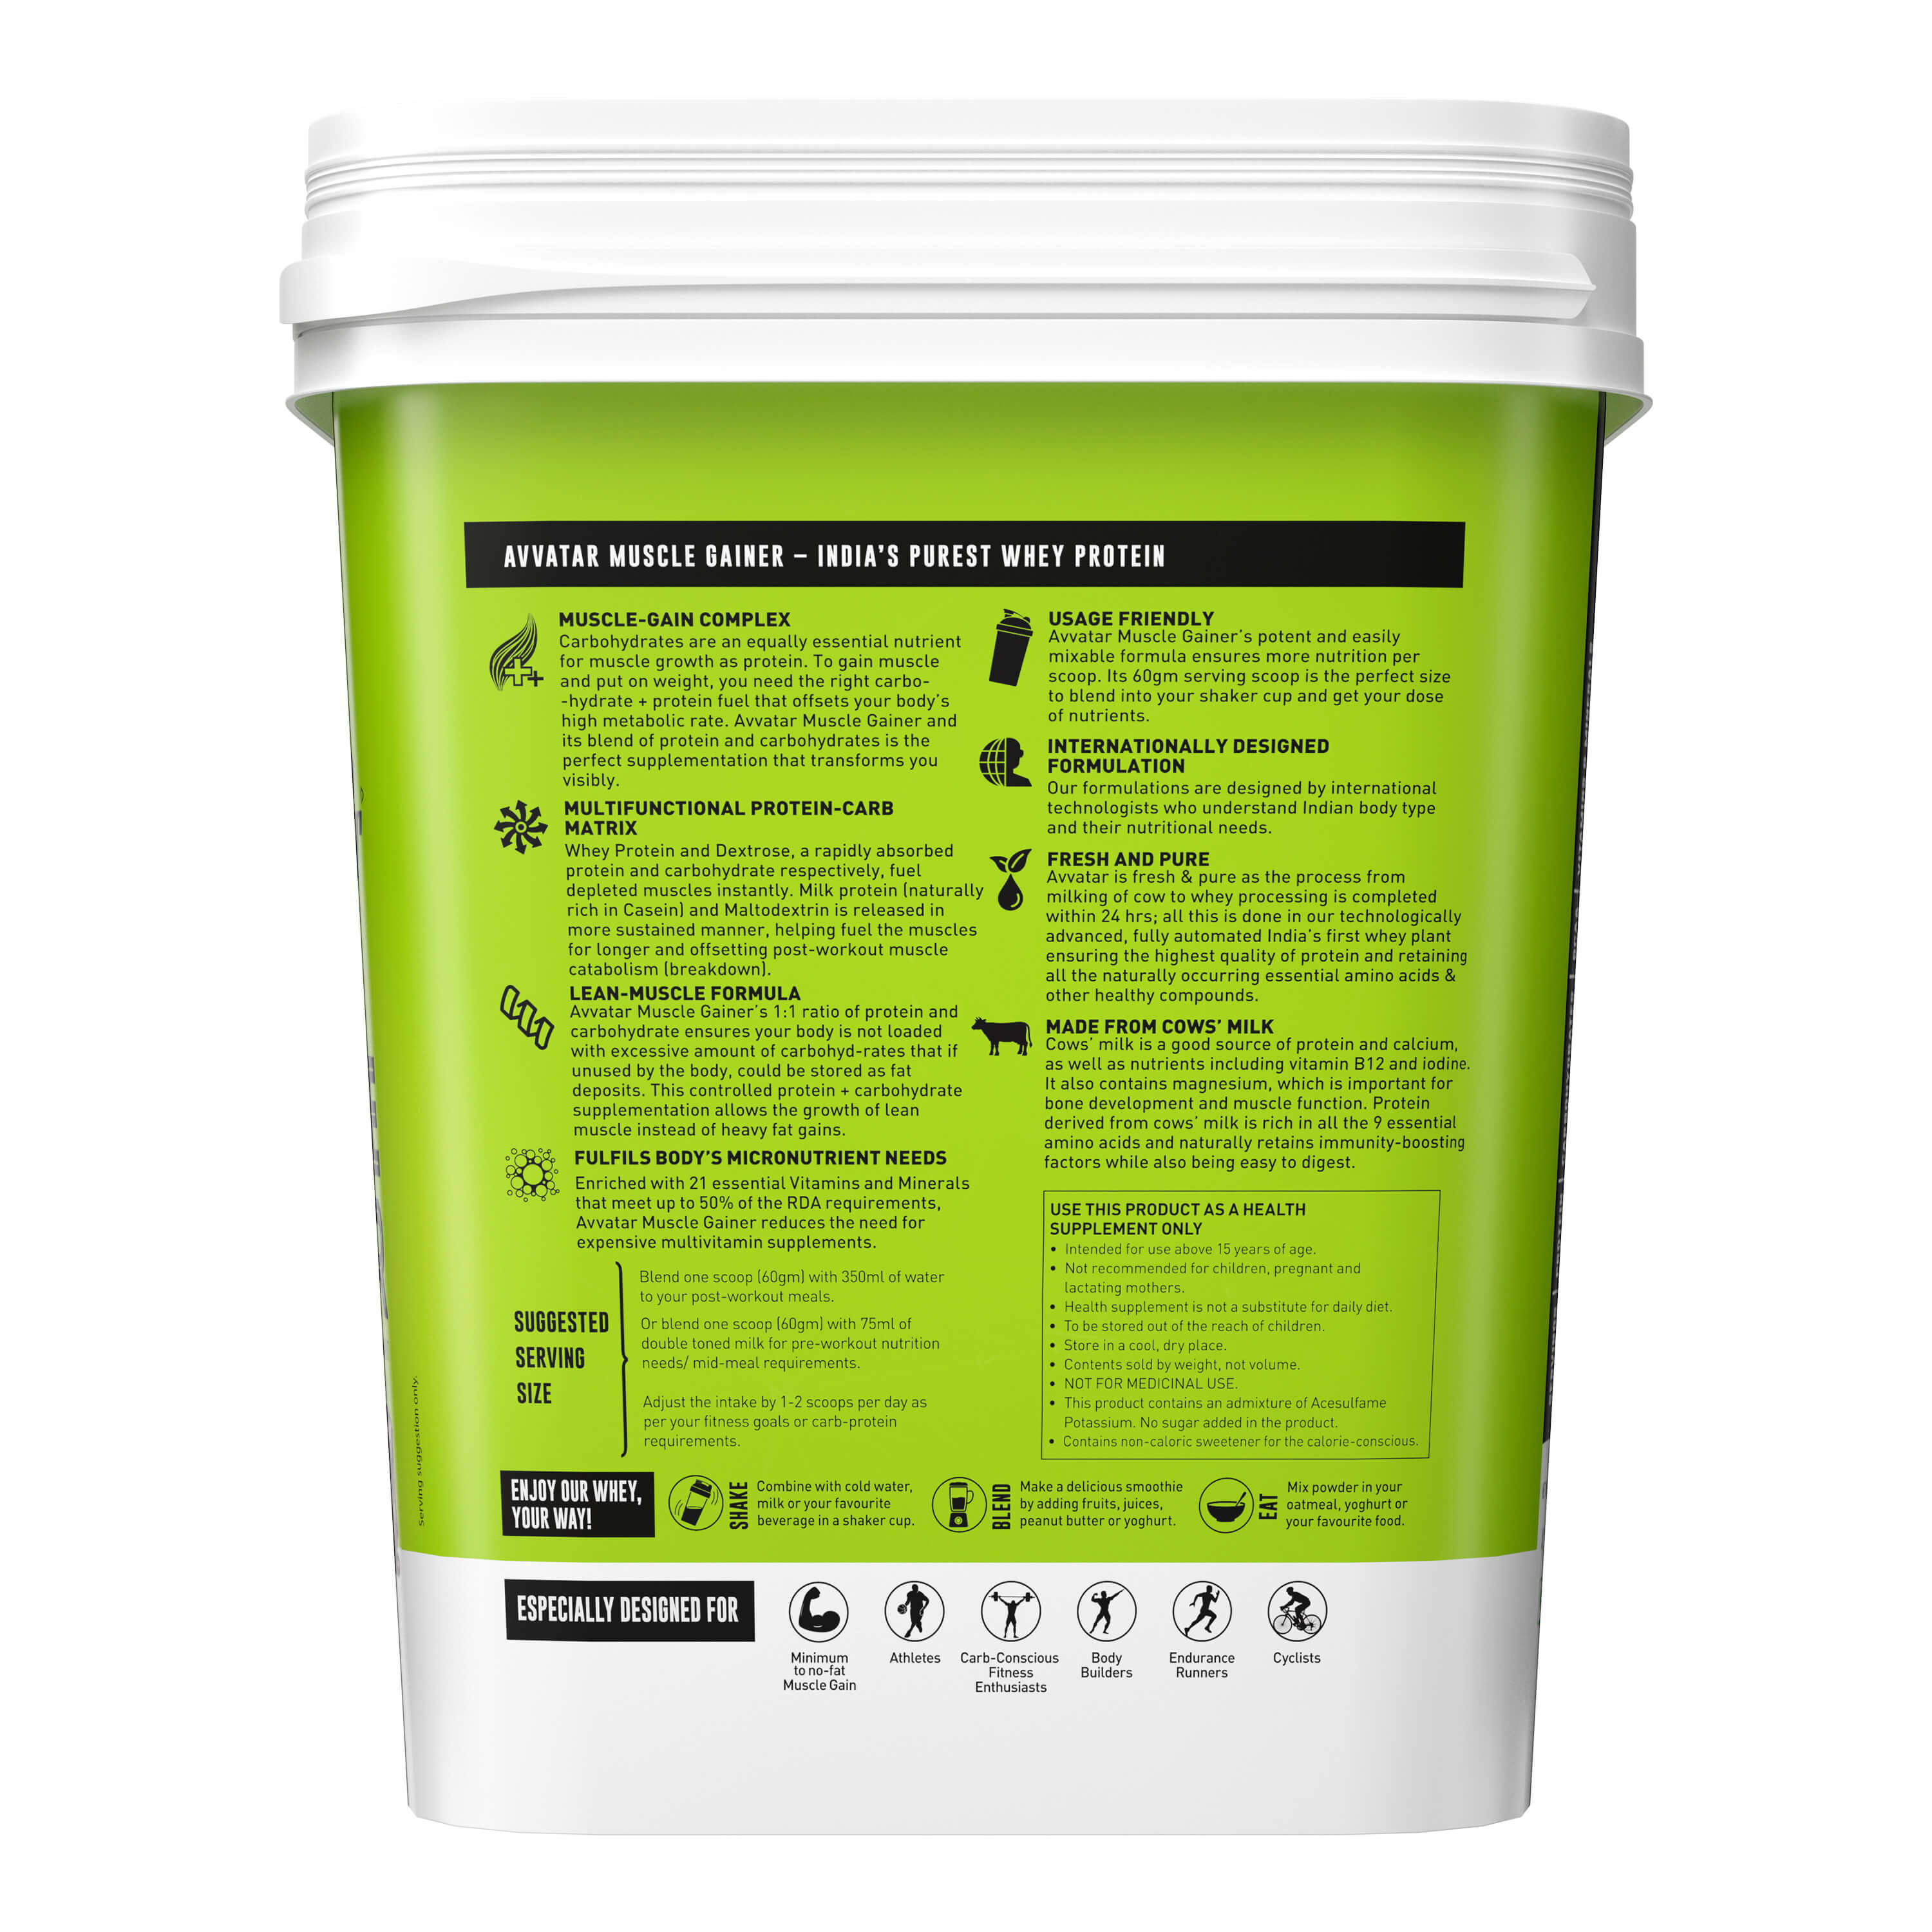 AVVATAR MUSCLE GAINER – INDIA'S PUREST WHEY PROTEIN
MUSCLE-GAIN COMPLEX
Carbohydrates are an equally essential nutrient
for muscle growth as protein. To gain muscle
and put on weight, you need the right carbo-
-hydrate + protein fuel that offsets your body's
high metabolic rate. Avvatar Muscle Gainer and
its blend of protein and carbohydrates is the
perfect supplementation that transforms you
visibly.
MULTIFUNCTIONAL PROTEIN-CARB
MATRIX
Whey Protein and Dextrose, a rapidly absorbed
protein and carbohydrate respectively, fuel
depleted muscles instantly. Milk protein (naturally
rich in Casein) and Maltodextrin is released in
more sustained manner, helping fuel the muscles
for longer and offsetting post-workout muscle
catabolism (breakdown).
LEAN-MUSCLE FORMULA
Avvatar Muscle Gainer's 1:1 ratio of protein and
carbohydrate ensures your body is not loaded
with excessive amount of carbohyd-rates that if
unused by the body, could be stored as fat
deposits. This controlled protein + carbohydrate
supplementation allows the growth of lean
muscle instead of heavy fat gains.
FULFILS BODY'S MICRONUTRIENT NEEDS
Enriched with 21 essential Vitamins and Minerals
that meet up to 50% of the RDA requirements,
Avvatar Muscle Gainer reduces the need for
expensive multivitamin supplements.
SUGGESTED
SERVING
SIZE
Blend one scoop (60gm) with 350ml of water
to your post-workout meals.
Or blend one scoop (60gm) with 75ml of
double toned milk for pre-workout nutrition
needs/ mid-meal requirements.
Adjust the intake by 1-2 scoops per day as
per your fitness goals or carb-protein
requirements.
USAGE FRIENDLY
Avvatar Muscle Gainer's potent and easily
mixable formula ensures more nutrition per
scoop. Its 60gm serving scoop is the perfect size
to blend into your shaker cup and get your dose
of nutrients.
INTERNATIONALLY DESIGNED
FORMULATION
Our formulations are designed by international
technologists who understand Indian body type
and their nutritional needs.
FRESH AND PURE
Avvatar is fresh & pure as the process from
milking of cow to whey processing is completed
within 24 hrs; all this is done in our technologically
advanced, fully automated India's first whey plant
ensuring the highest quality of protein and retaining
all the naturally occurring essential amino acids &
other healthy compounds.
MADE FROM COWS' MILK
Cows' milk is a good source of protein and calcium,
as well as nutrients including vitamin B12 and iodine.
It also contains magnesium, which is important for
bone development and muscle function. Protein
derived from cows' milk is rich in all the 9 essential
amino acids and naturally retains immunity-boosting
factors while also being easy to digest.
USE THIS PRODUCT AS A HEALTH
SUPPLEMENT ONLY
• Intended for use above 15 years of age.
• Not recommended for children, pregnant and
lactating mothers.
• Health supplement is not a substitute for daily diet.
• To be stored out of the reach of children.
• Store in a cool, dry place.
• Contents sold by weight, not volume.
• NOT FOR MEDICINAL USE.
• This product contains an admixture of Acesulfame
Potassium. No sugar added in the product.
• Contains non-caloric sweetener for the calorie-conscious.
Serving suggestion only.
ENJOY OUR WHEY,
YOUR WAY!
SHAKE
Combine with cold water,
milk or your favourite
beverage in a shaker cup.
BLEND
Make a delicious smoothie
by adding fruits, juices,
peanut butter or yoghurt.
EAT
Mix powder in your
oatmeal, yoghurt or
your favourite food.
ESPECIALLY DESIGNED FOR
Minimum
to no-fat
Muscle Gain
Athletes
Carb-Conscious
Fitness
Enthusiasts
Body
Builders
Endurance
Runners
Cyclists